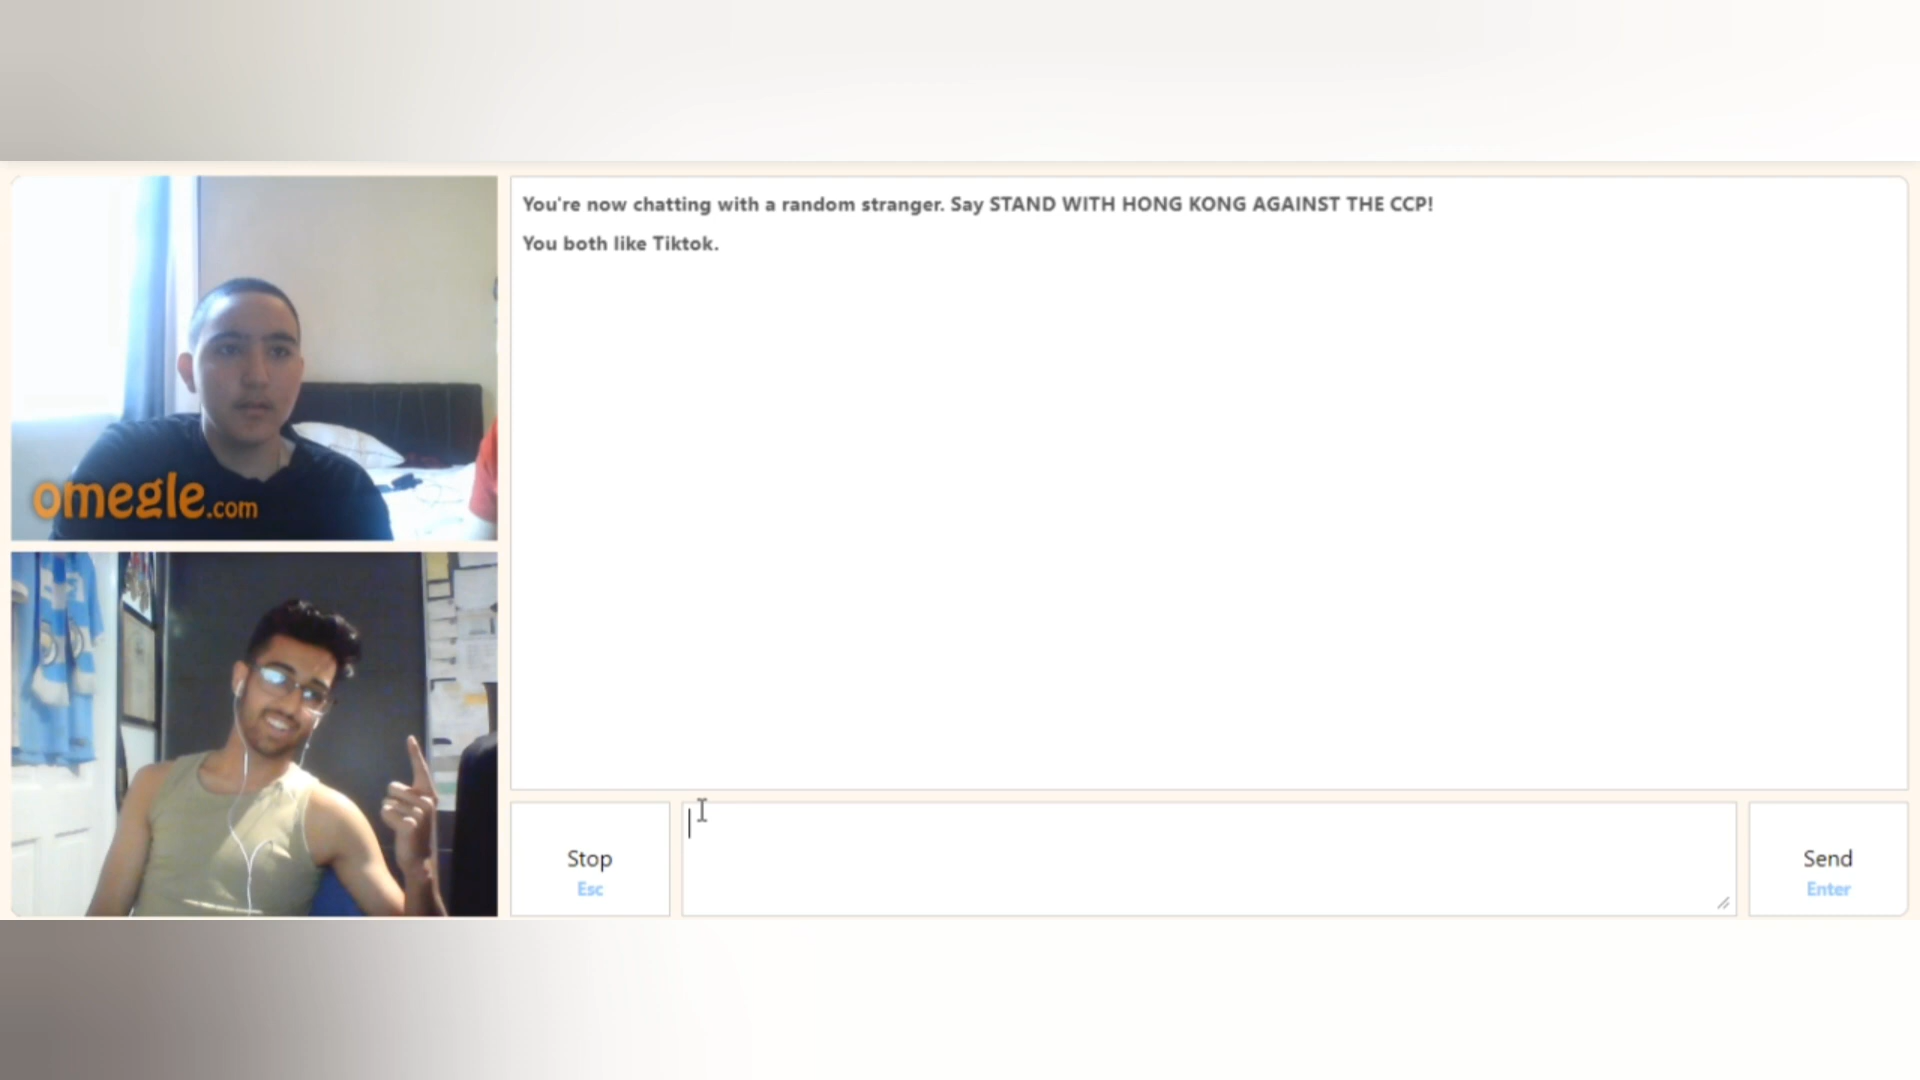 You're now chatting with a random stranger. Say STAND WITH HONG KONG AGAINST THE CCP!
You both like Tiktok.
omegle.com
Stop
Esc
Send
Enter